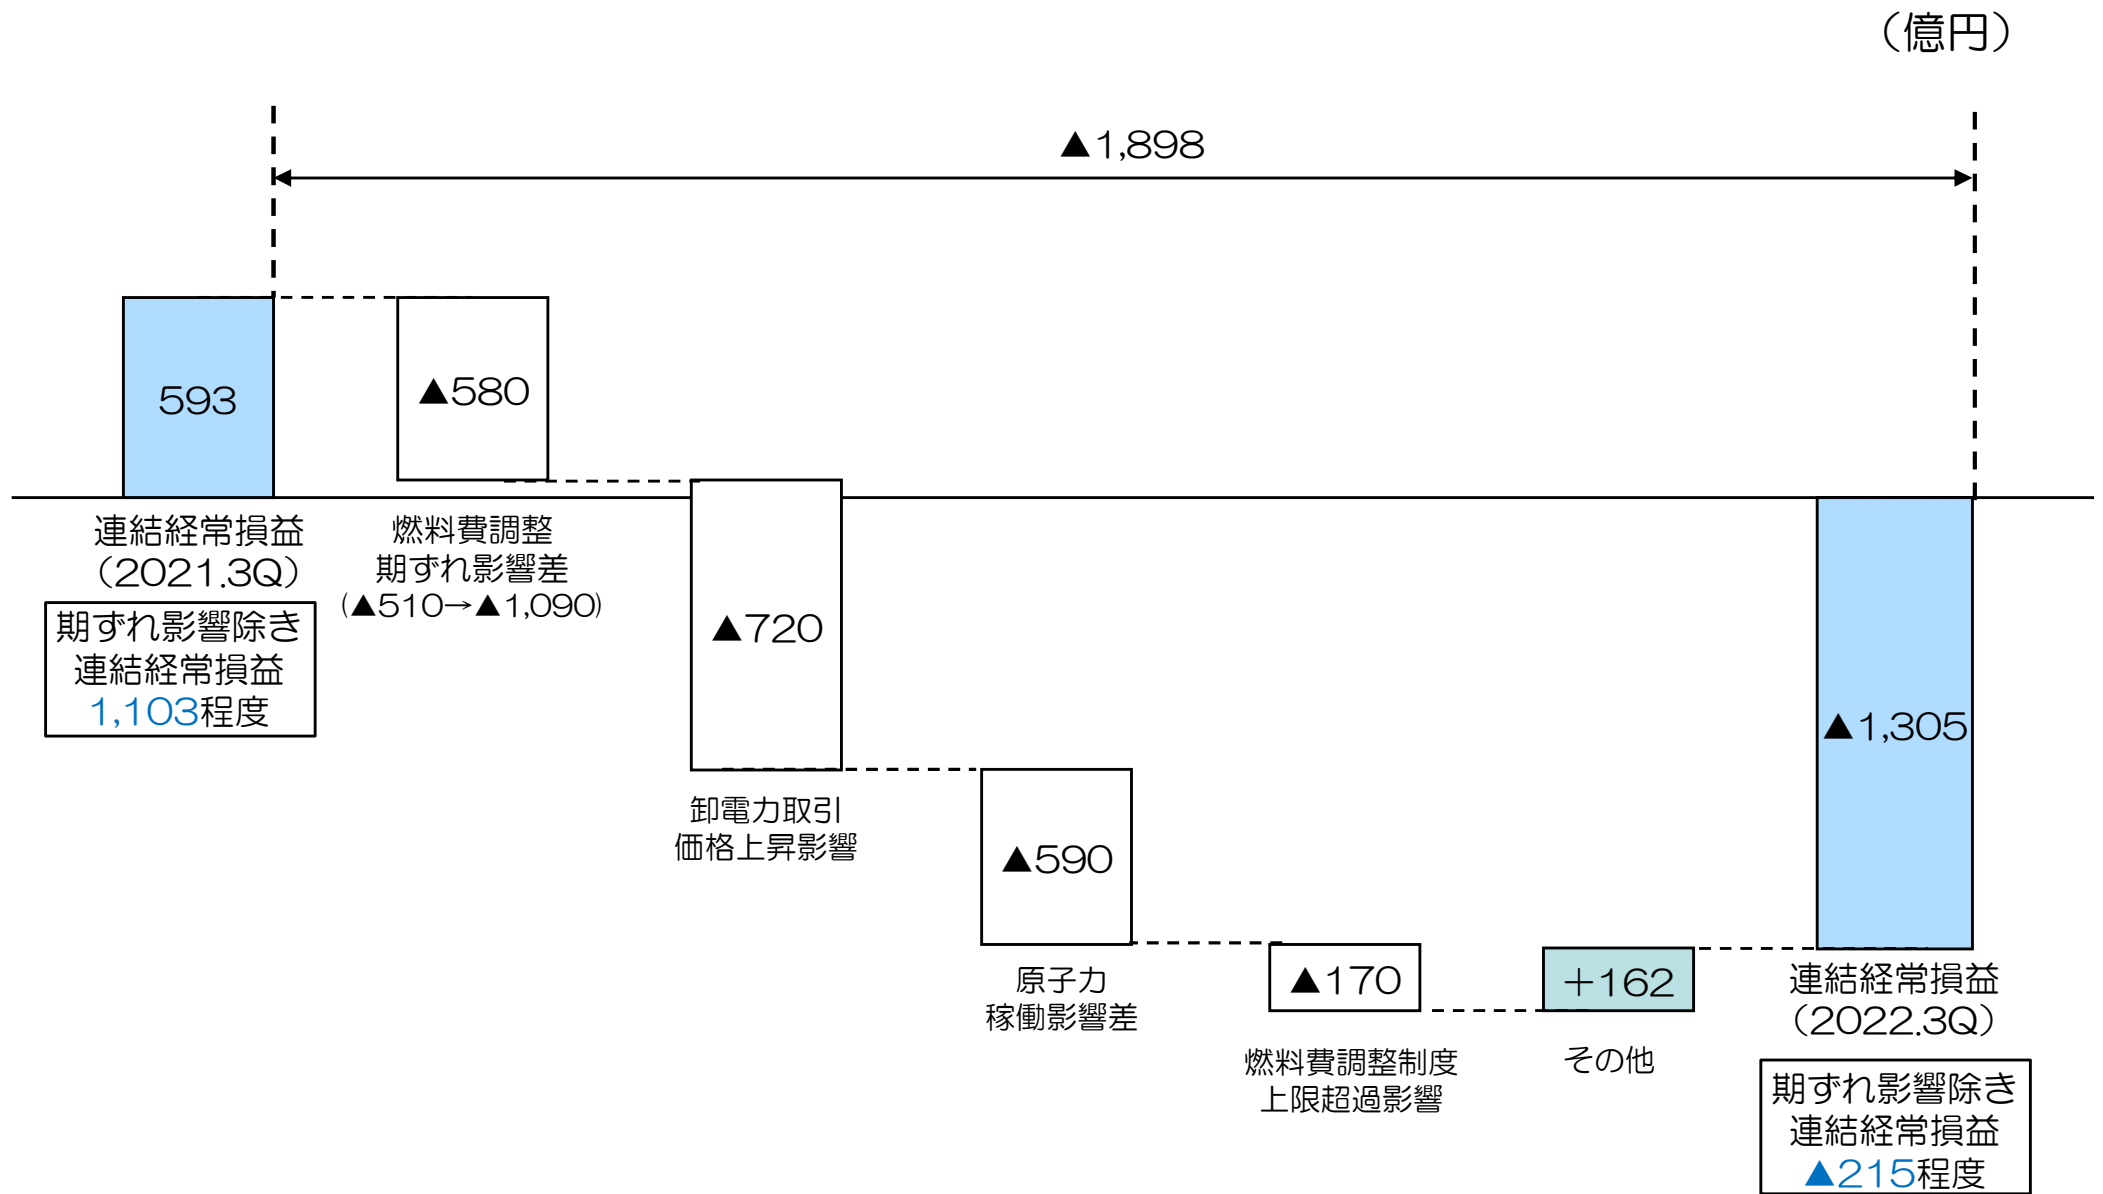 （億円）
▲1,898
593
▲580
▲720
▲590
▲170
＋162
▲1,305
連結経常損益
（2021.3Q）
期ずれ影響除き
連結経常損益
1,103程度
燃料費調整
期ずれ影響差
(▲510→▲1,090)
卸電力取引
価格上昇影響
原子力
稼働影響差
燃料費調整制度
上限超過影響
その他
連結経常損益
（2022.3Q）
期ずれ影響除き
連結経常損益
▲215程度